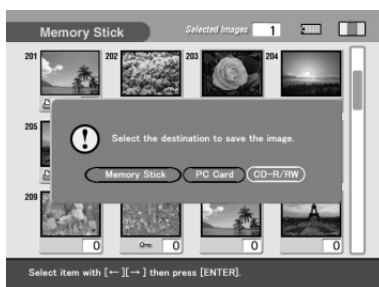 Memory Stick Selected Images 1
201 202 203 204
205
Select the destination to save the image.
Memory Stick PC Card CD-R/RW
209
0 0 0 0
Select item with [← ][→ ] then press [ENTER].